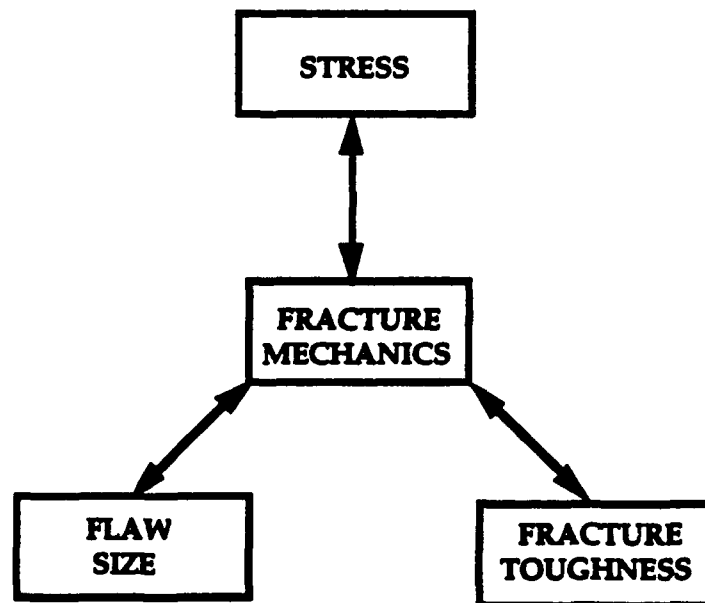 STRESS
FRACTURE
MECHANICS
FLAW
SIZE
FRACTURE
TOUGHNESS